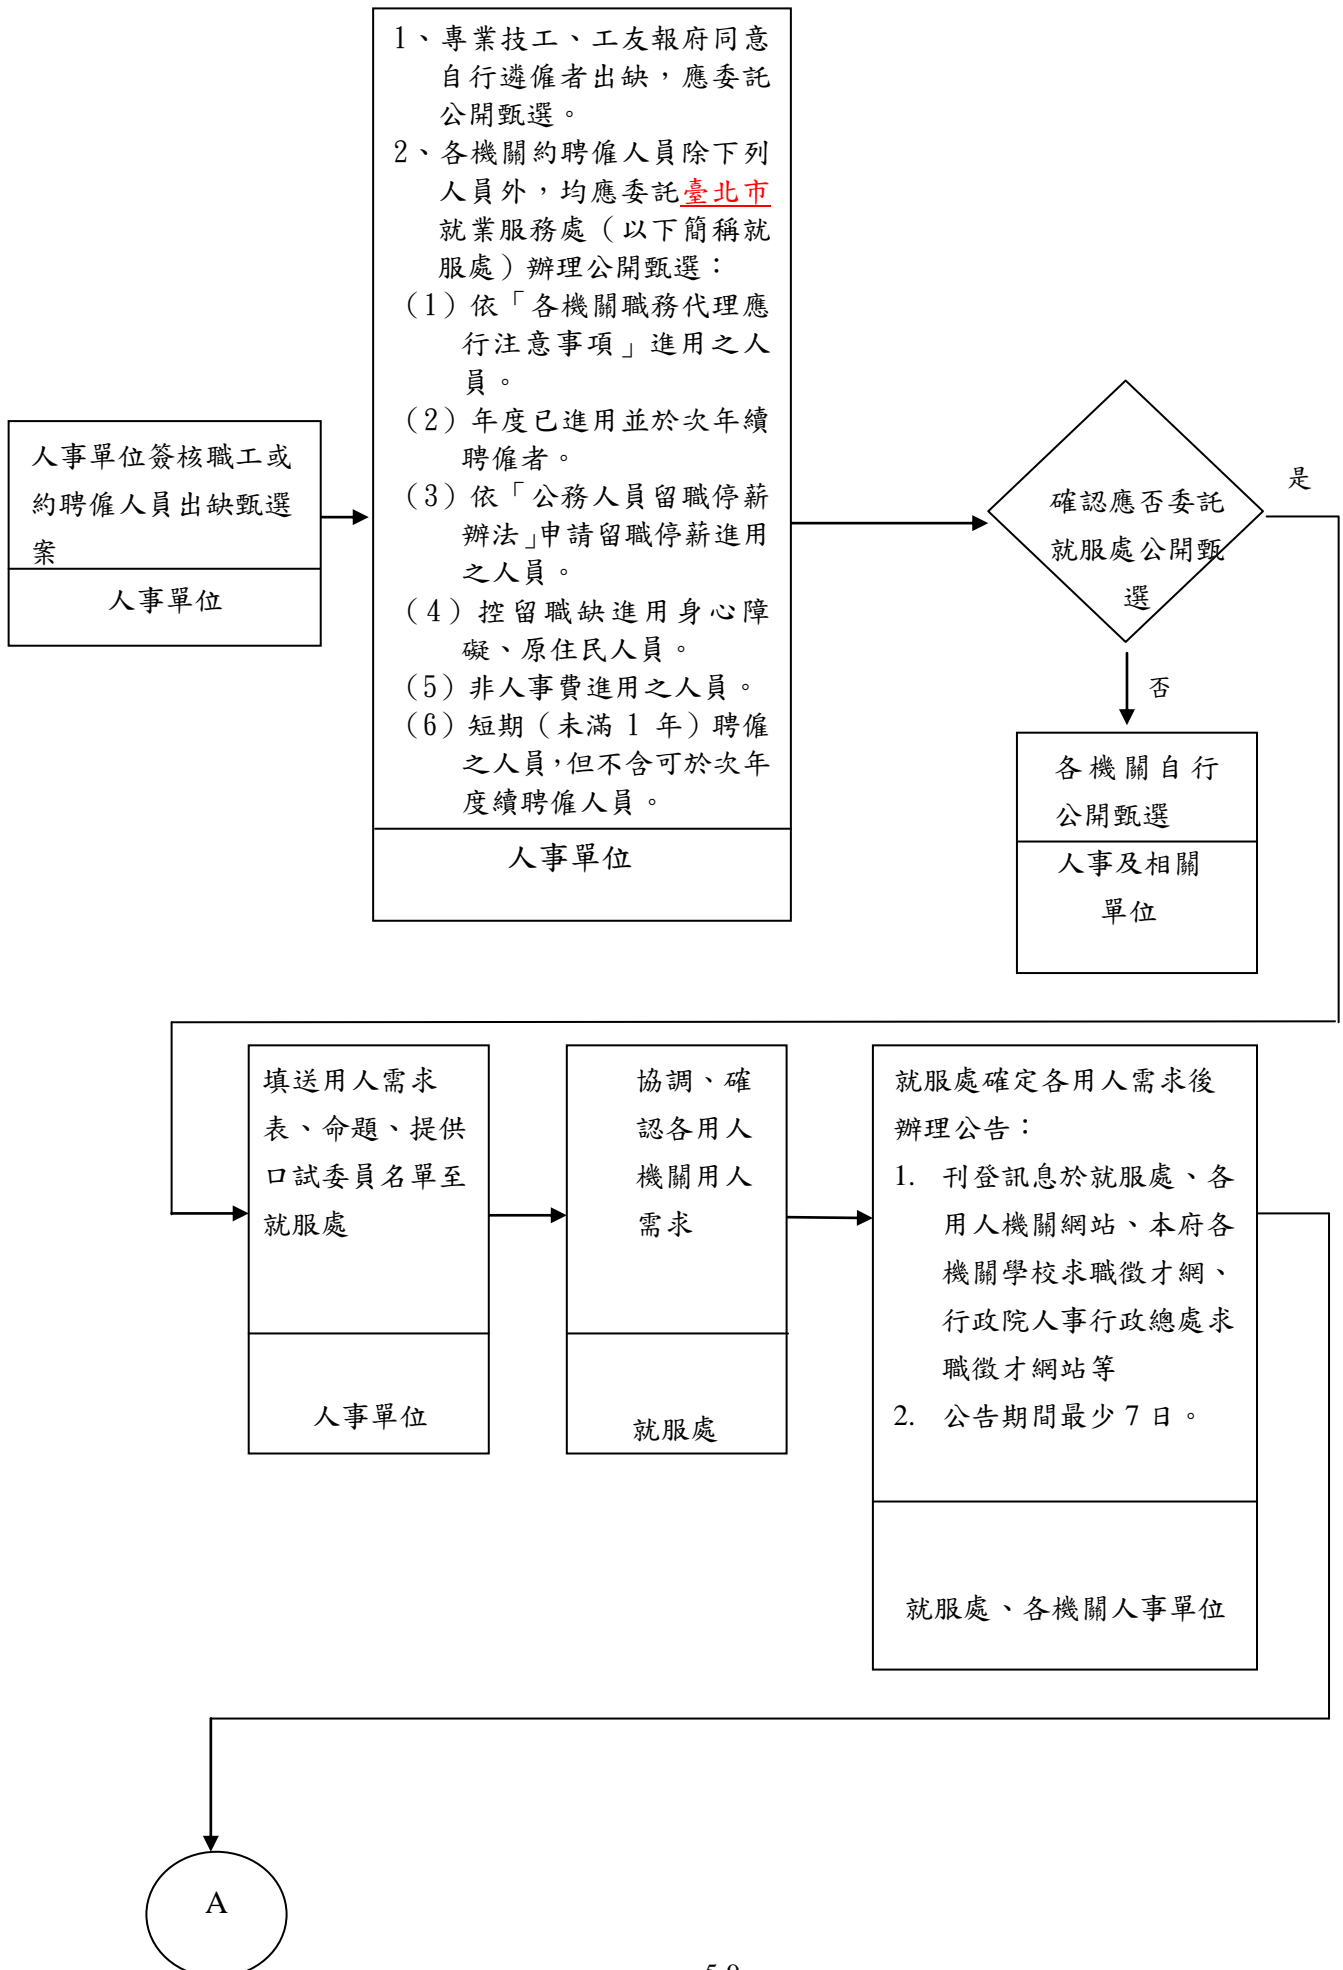 人事單位簽核職工或
約聘僱人員出缺甄選
案
人事單位
1、專業技工、工友報府同意
自行遴僱者出缺，應委託
公開甄選。
2、各機關約聘僱人員除下列
人員外，均應委託臺北市
就業服務處（以下簡稱就
服處）辦理公開甄選：
（1）依「各機關職務代理應
行注意事項」進用之人
員。
（2）年度已進用並於次年續
聘僱者。
（3）依「公務人員留職停薪
辦法」申請留職停薪進用
之人員。
（4）控留職缺進用身心障
礙、原住民人員。
（5）非人事費進用之人員。
（6）短期（未滿 1 年）聘僱
之人員，但不含可於次年
度續聘僱人員。
人事單位
確認應否委託
就服處公開甄
選
是
否
各機關自行
公開甄選
人事及相關
單位
填送用人需求
表、命題、提供
口試委員名單至
就服處
人事單位
協調、確
認各用人
機關用人
需求
就服處
就服處確定各用人需求後
辦理公告：
1. 刊登訊息於就服處、各
用人機關網站、本府各
機關學校求職徵才網、
行政院人事行政總處求
職徵才網站等
2. 公告期間最少 7 日。
就服處、各機關人事單位
A